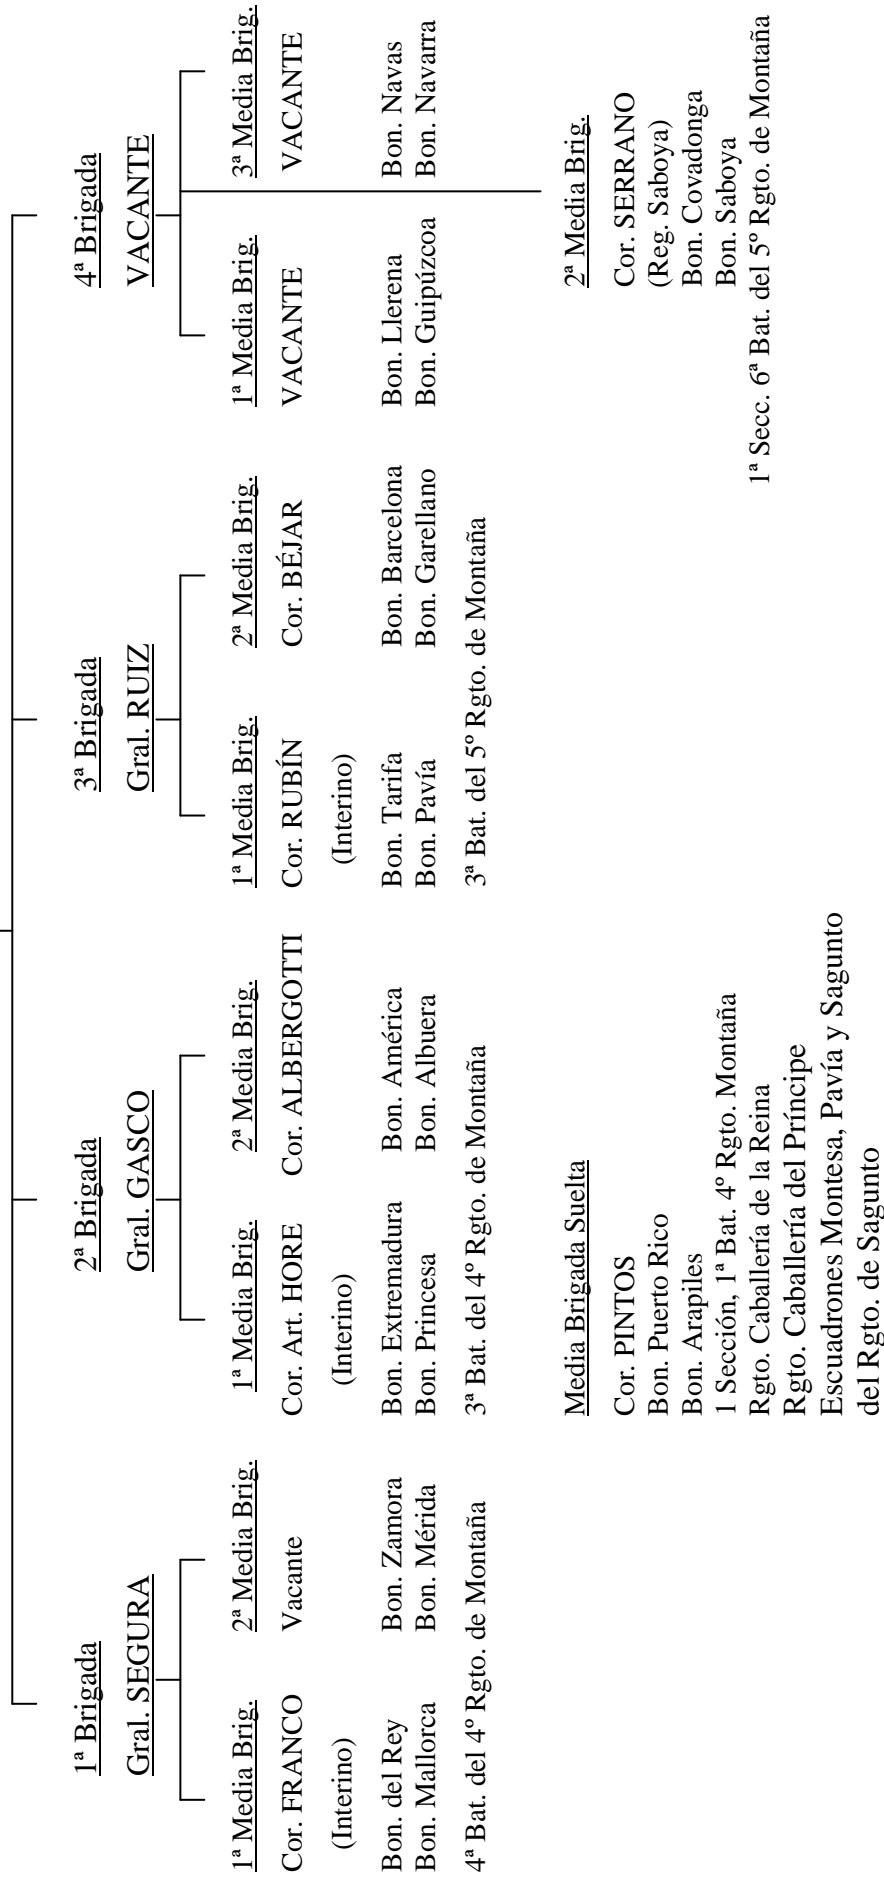 1ª Brigada
Gral. SEGURA
1ª Media Brig.
Cor. FRANCO
(Interino)
Bon. del Rey
Bon. Mallorca
2ª Media Brig.
Vacante
Bon. Zamora
Bon. Mérida
4ª Bat. del 4º Rgto. de Montaña
2ª Brigada
Gral. GASCO
1ª Media Brig.
Cor. Art. HORE
(Interino)
Bon. Extremadura
Bon. Princesa
2ª Media Brig.
Cor. ALBERGOTTI
Bon. América
Bon. Albuera
3ª Bat. del 4º Rgto. de Montaña
3ª Brigada
Gral. RUIZ
1ª Media Brig.
Cor. RUBÍN
(Interino)
Bon. Tarifa
Bon. Pavía
2ª Media Brig.
Cor. BÉJAR
Bon. Barcelona
Bon. Garellano
3ª Bat. del 5º Rgto. de Montaña
4ª Brigada
VACANTE
1ª Media Brig.
VACANTE
Bon. Llerena
Bon. Guipúzcoa
3ª Media Brig.
VACANTE
Bon. Navas
Bon. Navarra
Media Brigada Suelta
Cor. PINTOS
Bon. Puerto Rico
Bon. Arapiles
1 Sección, 1ª Bat. 4º Rgto. Montaña
Rgto. Caballería de la Reina
Rgto. Caballería del Príncipe
Escuadrones Montesa, Pavía y Sagunto
del Rgto. de Sagunto
2ª Media Brig.
Cor. SERRANO
(Reg. Saboya)
Bon. Covadonga
Bon. Saboya
1ª Secc. 6ª Bat. del 5º Rgto. de Montaña